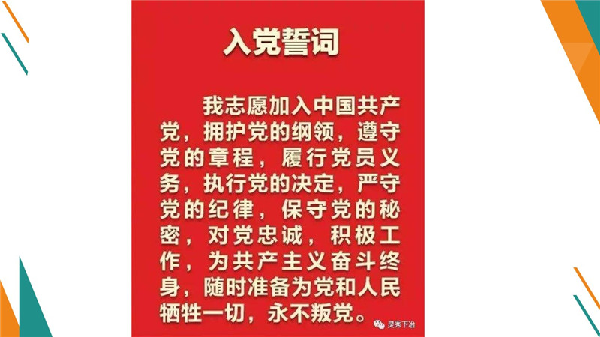 入党誓词
我志愿加入中国共产
党，拥护党的纲领，遵守
党的章程，履行党员义
务，执行党的决定，严守
党的纪律，保守党的秘
密，对党忠诚，积极工
作，为共产主义奋斗终
身，随时准备为党和人民
牺牲一切，永不叛党。